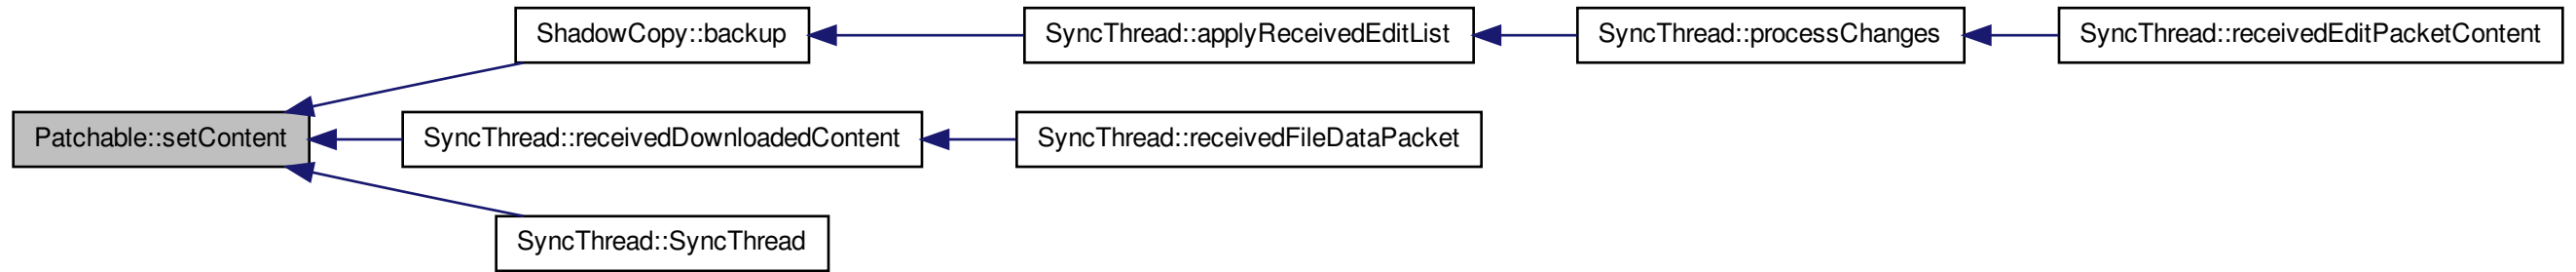 ShadowCopy::backup
SyncThread::applyReceivedEditList
SyncThread::processChanges
SyncThread::receivedEditPacketContent
Patchable::setContent
SyncThread::receivedDownloadedContent
SyncThread::receivedFileDataPacket
SyncThread::SyncThread